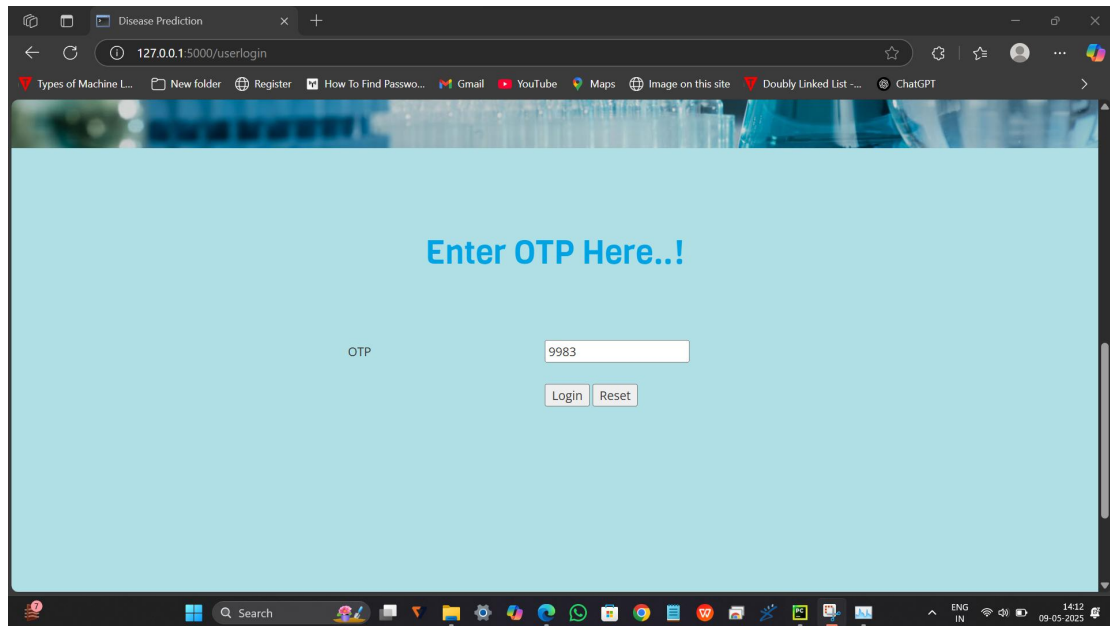 Disease Prediction
127.0.0.1:5000/userlogin
Types of Machine L... New folder Register How To Find Passwo... Gmail YouTube Maps Image on this site Doubly Linked List -... ChatGPT
Enter OTP Here..!
OTP 9983
Login Reset
7 Search ENG 14:12
IN 09-05-2025